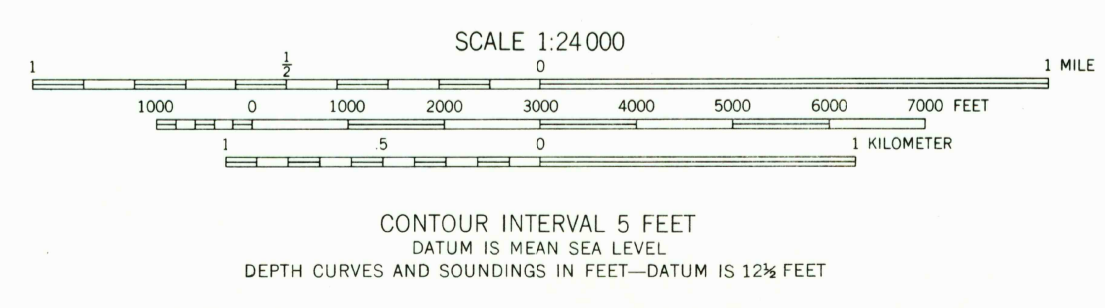 SCALE 1:24 000
1 ½ 0 1 MILE
1000 0 1000 2000 3000 4000 5000 6000 7000 FEET
1 .5 0 1 KILOMETER
CONTOUR INTERVAL 5 FEET
DATUM IS MEAN SEA LEVEL
DEPTH CURVES AND SOUNDINGS IN FEET—DATUM IS 12½ FEET